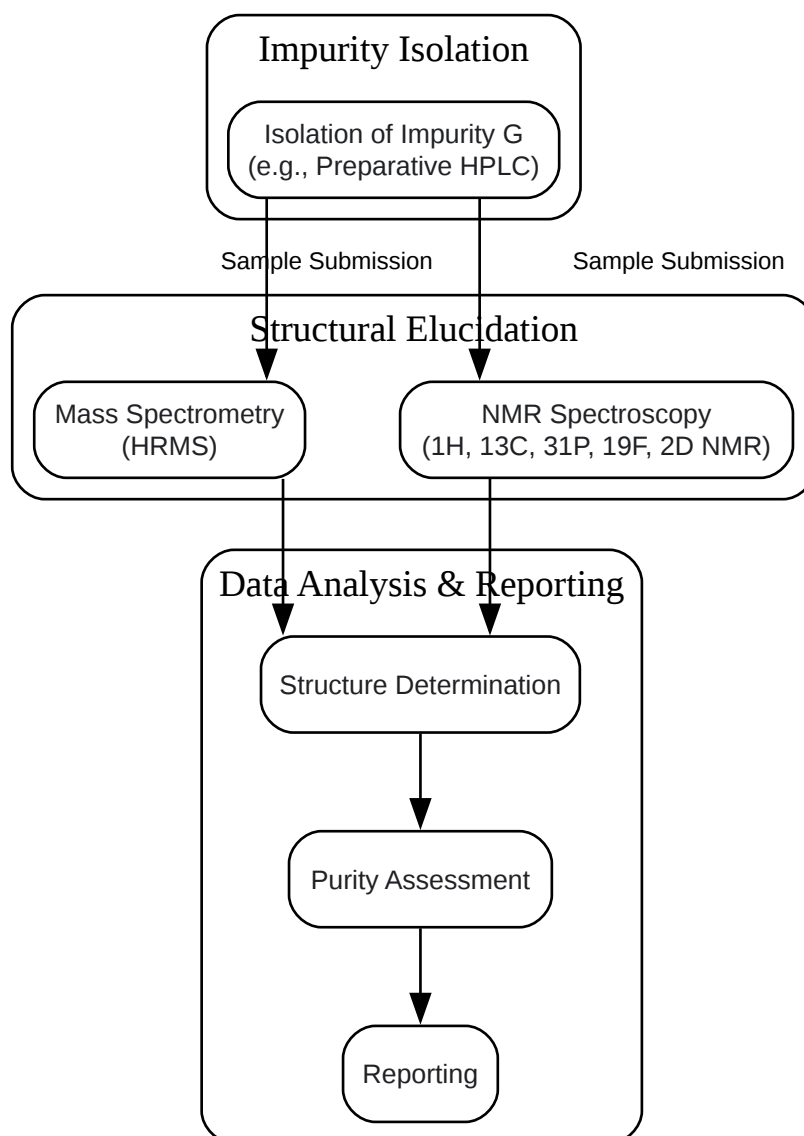 Impurity Isolation
Isolation of Impurity G
(e.g., Preparative HPLC)
Sample Submission
Sample Submission
Structural Elucidation
Mass Spectrometry
(HRMS)
NMR Spectroscopy
(1H, 13C, 31P, 19F, 2D NMR)
Data Analysis & Reporting
Structure Determination
Purity Assessment
Reporting